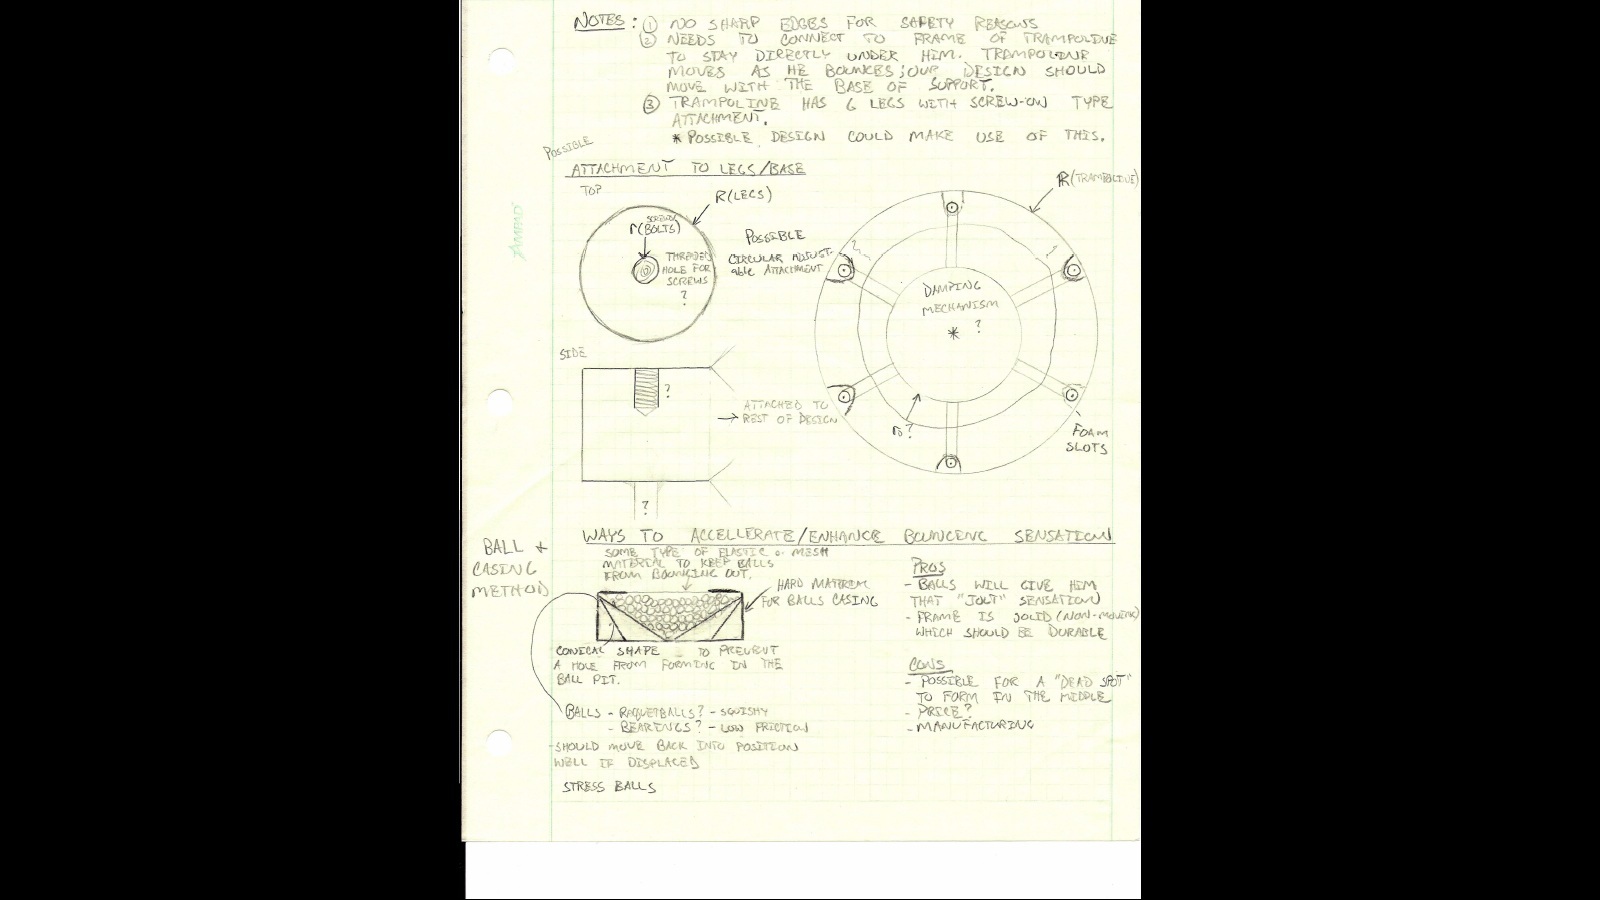 NOTES: ① NO SHARP EDGES FOR SAFETY REASONS
② NEEDS TO CONNECT TO FRAME OF TRAMPOLINE
TO STAY DIRECTLY UNDER HIM. TRAMPOLINE
MOVES AS HE BOUNCES; OUR DESIGN SHOULD
MOVE WITH THE BASE OF SUPPORT.
③ TRAMPOLINE HAS 6 LEGS WITH SCREW-ON TYPE
ATTACHMENT.
* POSSIBLE DESIGN COULD MAKE USE OF THIS.
POSSIBLE
ATTACHMENT TO LEGS/BASE
TOP
R(LEGS)
SCREWS
r(BOLTS)
THREADED
HOLE FOR
SCREWS
?
POSSIBLE
CIRCULAR ADJUST-
able ATTACHMENT
R(TRAMPOLINE)
DAMPING
MECHANISM
* ?
r0?
FOAM
SLOTS
SIDE
?
→ ATTACHED TO
REST OF DESIGN
?
WAYS TO ACCELLERATE/ENHANCE BOUNCING SENSATION
BALL &
CASING
METHOD
SOME TYPE OF ELASTIC or MESH
MATERIAL TO KEEP BALLS
FROM BOUNCING OUT.
HARD MATERIAL
FOR BALLS CASING
CONICAL SHAPE TO PREVENT
A HOLE FROM FORMING IN THE
BALL PIT.
BALLS - RAQUETBALLS? - SQUISHY
- BEARINGS? - LOW FRICTION
- SHOULD MOVE BACK INTO POSITION
WELL IF DISPLACED
STRESS BALLS
PROS
- BALLS WILL GIVE HIM
THAT "JOLT" SENSATION
- FRAME IS SOLID (NON-MOVING)
WHICH SHOULD BE DURABLE
CONS
- POSSIBLE FOR A "DEAD SPOT"
TO FORM IN THE MIDDLE
- PRICE?
- MANUFACTURING
AMPAD